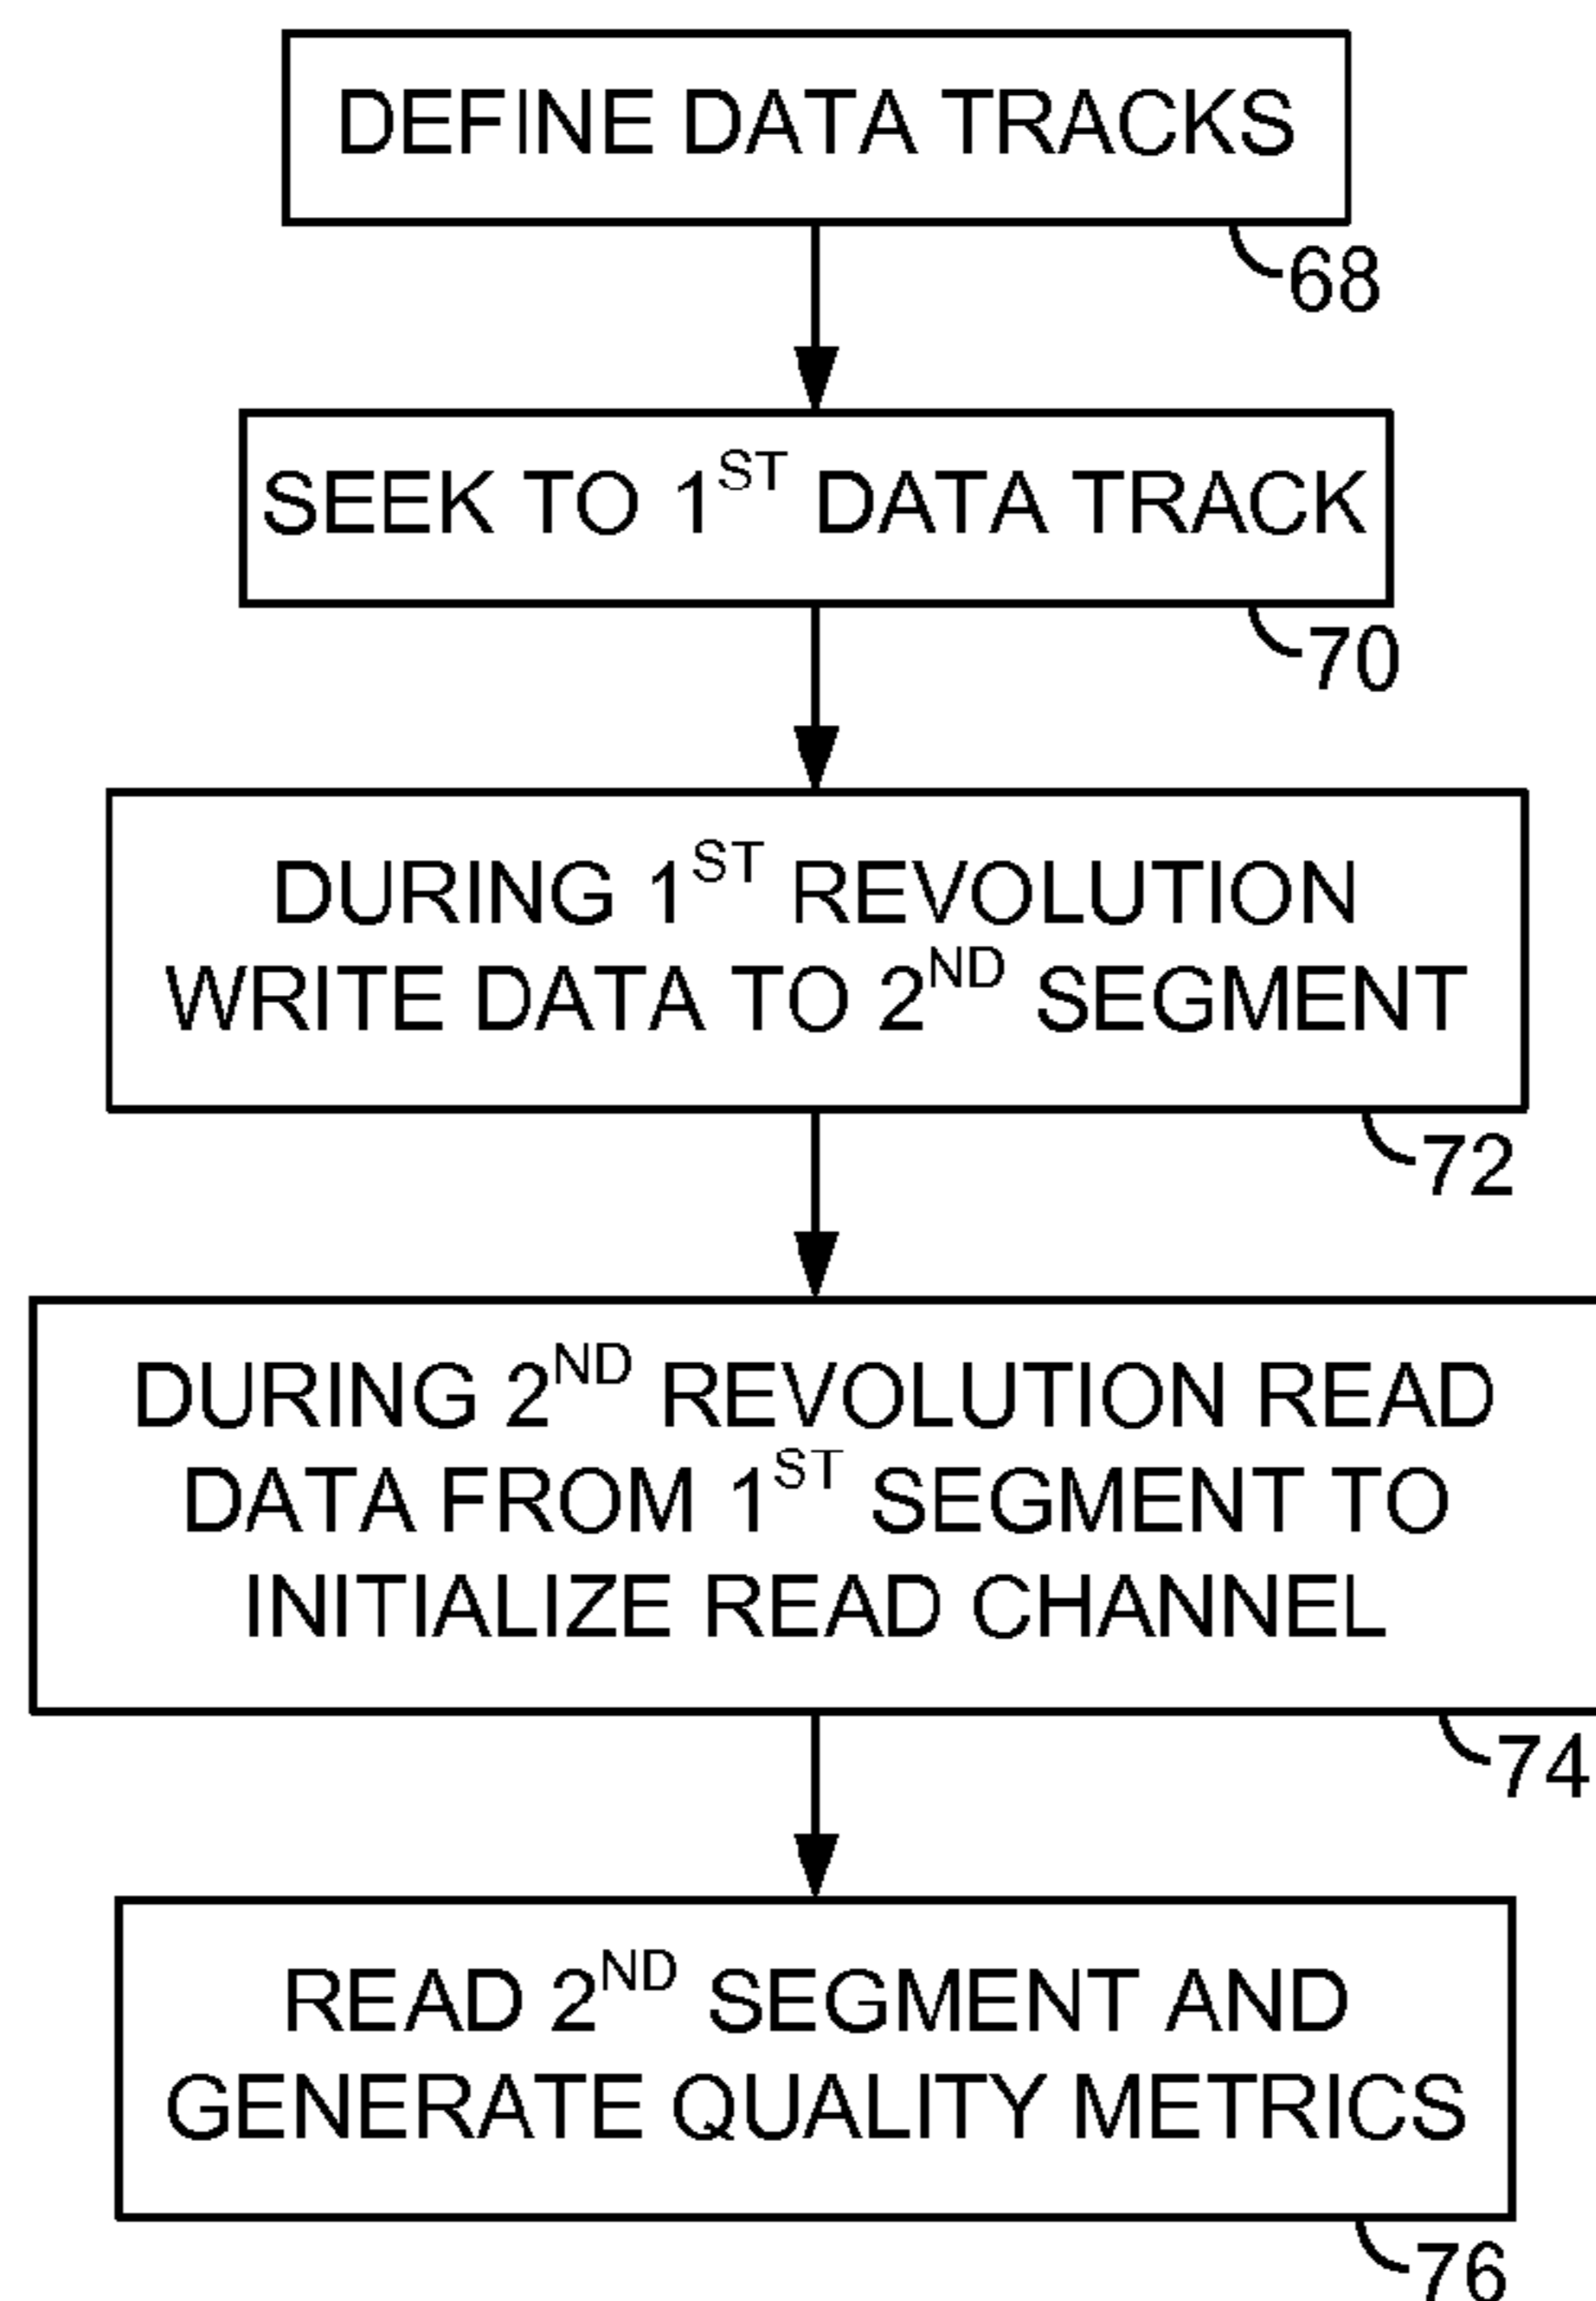 DEFINE DATA TRACKS
68
SEEK TO 1ST DATA TRACK
70
DURING 1ST REVOLUTION
WRITE DATA TO 2ND SEGMENT
72
DURING 2ND REVOLUTION READ
DATA FROM 1ST SEGMENT TO
INITIALIZE READ CHANNEL
74
READ 2ND SEGMENT AND
GENERATE QUALITY METRICS
76